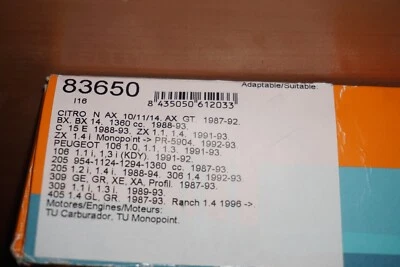 83650
I16
Adaptable/Suitable:
8 435050 612033
CITRO N AX 10/11/14. AX GT 1987-92.
BX. BX 14. 1360 cc. 1988-93.
C 15 E 1988-93. ZX 1.1, 1.4. 1991-93.
ZX 1.4 i Monopoint -> PR-5904. 1992-93
PEUGEOT 106 1.0, 1.1, 1.3. 1991-93.
106 1.1 i, 1,3 i (KDY). 1991-92.
205 954-1124-1294-1360 cc. 1987-93.
205 1.2 i, 1.4 i. 1988-94. 306 1.4 1992-93.
309 GE, GR, XE, XA, Profil. 1987-93.
309 1.1 i, 1.3 i. 1989-93.
405 1.4 GL, GR. 1987-93. Ranch 1.4 1996 ->
Motores/Engines/Moteurs:
TU Carburador, TU Monopoint.